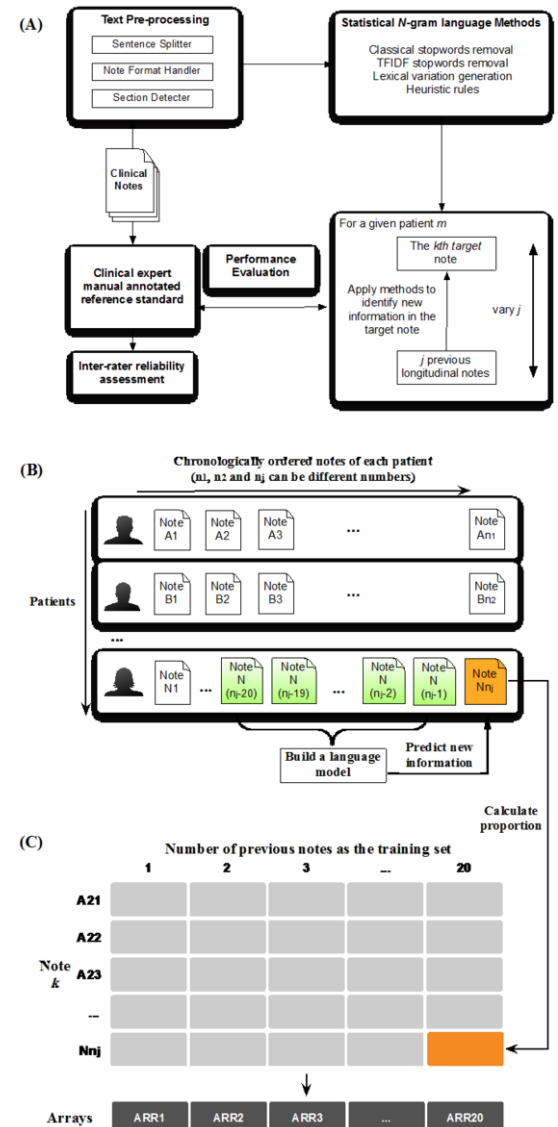 (A)
Text Pre-processing
Sentence Splitter
Note Format Handler
Section Detecter
Statistical N-gram language Methods
Classical stopwords removal
TFIDF stopwords removal
Lexical variation generation
Heuristic rules
Clinical
Notes
Clinical expert
manual annotated
reference standard
Performance
Evaluation
Inter-rater reliability
assessment
For a given patient m
The kth target
note
Apply methods to
identify new
information in the
target note
vary j
j previous
longitudinal notes
(B)
Chronologically ordered notes of each patient
(n1, n2 and nj can be different numbers)
Patients
Note
A1
Note
A2
Note
A3
...
Note
An1
Note
B1
Note
B2
Note
B3
...
Note
Bn2
...
Note
N1
...
Note
N
(nj-20)
Note
N
(nj-19)
...
Note
N
(nj-2)
Note
N
(nj-1)
Note
Nnj
Build a language
model
Predict new
information
Calculate
proportion
(C)
Number of previous notes as the training set
1 2 3 ... 20
Note
k
A21
A22
A23
...
Nnj
Arrays ARR1 ARR2 ARR3 ... ARR20